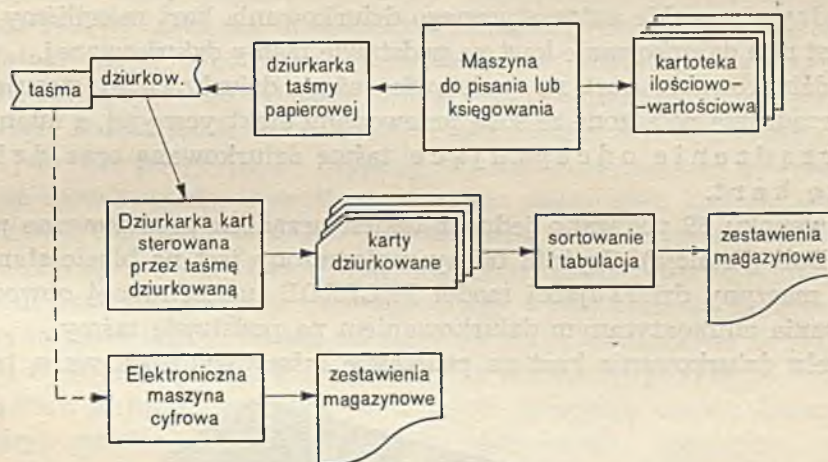 taśma
dziurkow.
dziurkarka
taśmy
papierowej
Maszyna
do pisania lub
księgowania
kartoteka
ilościowo-
-wartościowa
Dziurkarka kart
sterowana
przez taśmę
dziurkowaną
karty
dziurkowane
sortowanie
i tabulacja
zestawienia
magazynowe
Elektroniczna
maszyna
cyfrowa
zestawienia
magazynowe